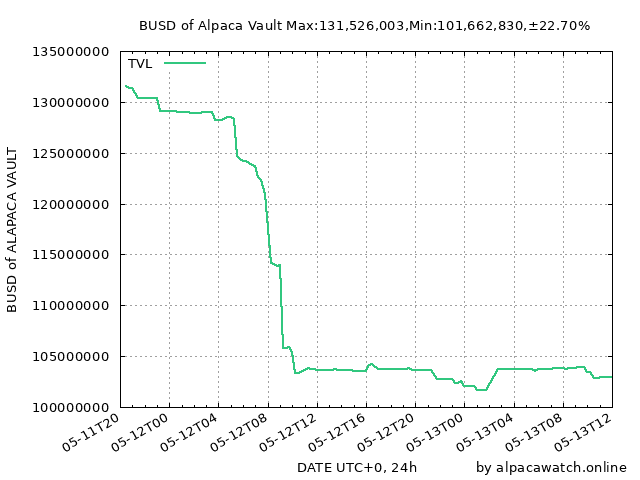 BUSD of Alpaca Vault Max:131,526,003,Min:101,662,830,±22.70%
TVL
BUSD of ALAPACA VAULT
135000000
130000000
125000000
120000000
115000000
110000000
105000000
100000000
05-11T20
05-12T00
05-12T04
05-12T08
05-12T12
05-12T16
05-12T20
05-13T00
05-13T04
05-13T08
05-13T12
DATE UTC+0, 24h
by alpacawatch.online